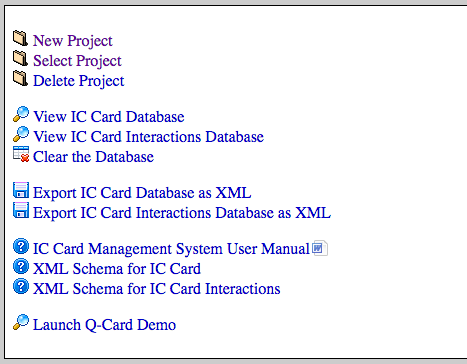 New Project
Select Project
Delete Project
View IC Card Database
View IC Card Interactions Database
Clear the Database
Export IC Card Database as XML
Export IC Card Interactions Database as XML
IC Card Management System User Manual
XML Schema for IC Card
XML Schema for IC Card Interactions
Launch Q-Card Demo